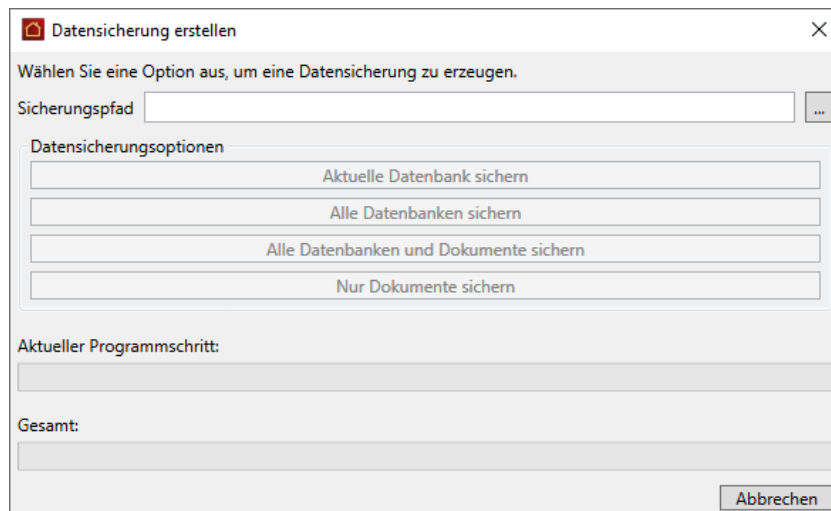 Datensicherung erstellen
Wählen Sie eine Option aus, um eine Datensicherung zu erzeugen.
Sicherungspfad
...
Datensicherungsoptionen
Aktuelle Datenbank sichern
Alle Datenbanken sichern
Alle Datenbanken und Dokumente sichern
Nur Dokumente sichern
Aktueller Programmschritt:
Gesamt:
Abbrechen